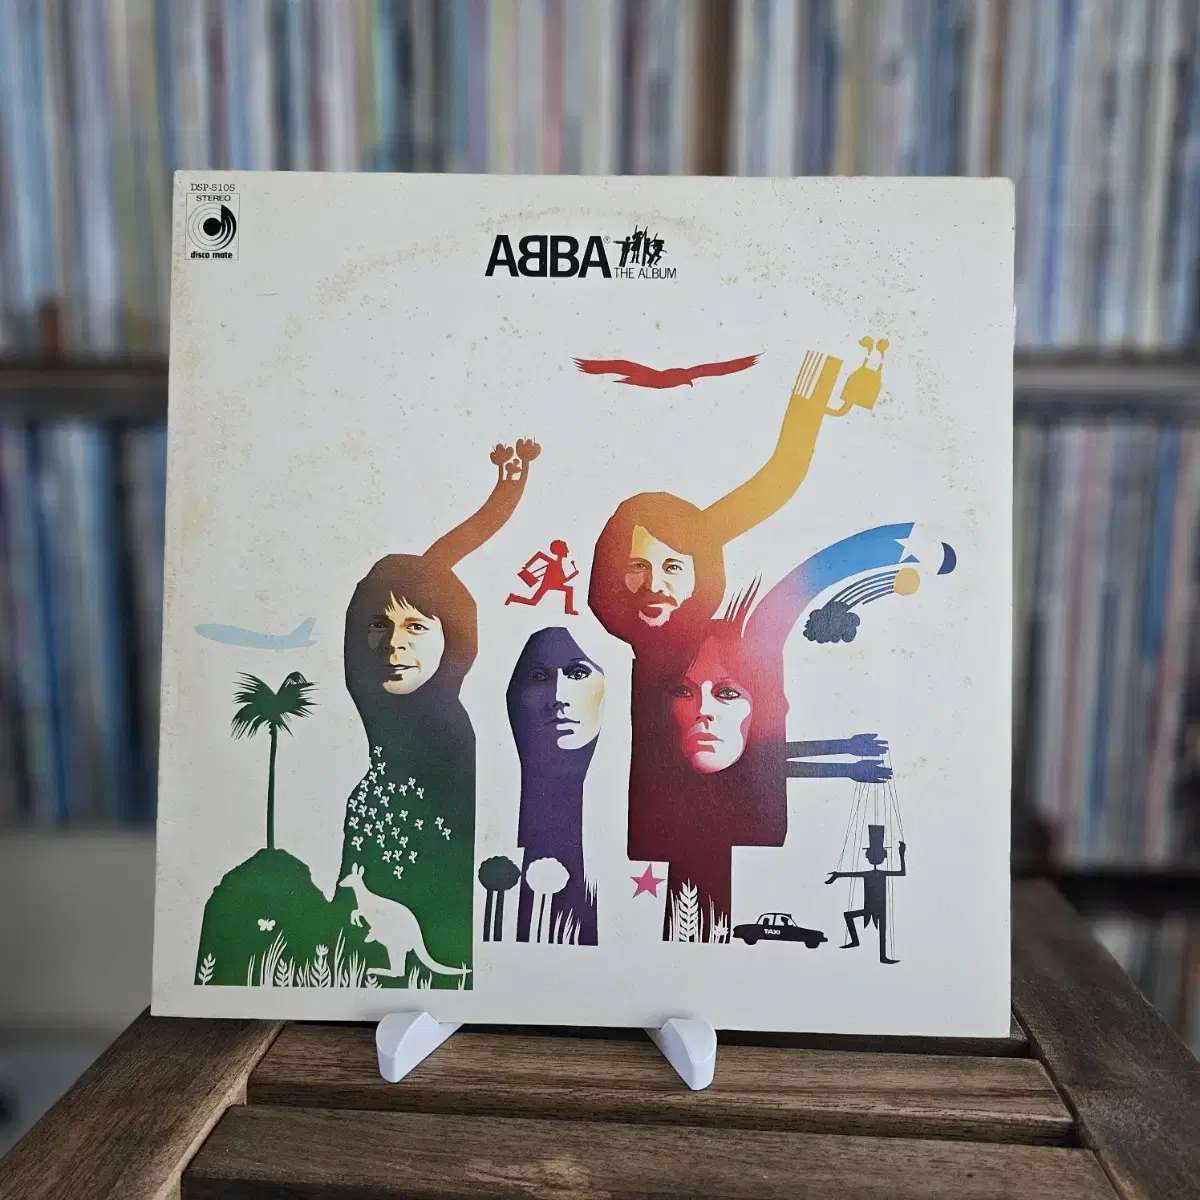 DSP-5105
STEREO
disco mate
ABBA®
THE ALBUM
TAXI